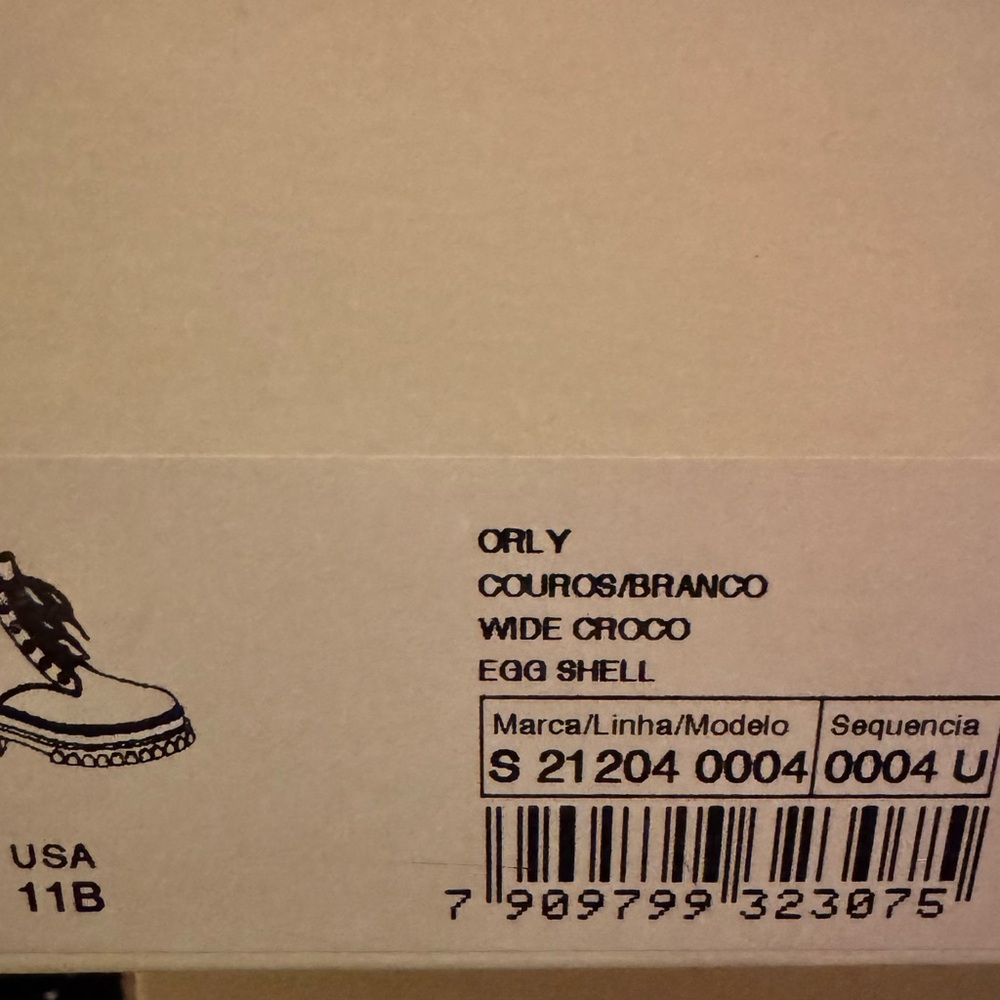 ORLY
COUROS/BRANCO
WIDE CROCO
EGG SHELL
Marca/Linha/Modelo Sequencia
S 21204 0004 0004 U
USA
11B
7 909799 323075